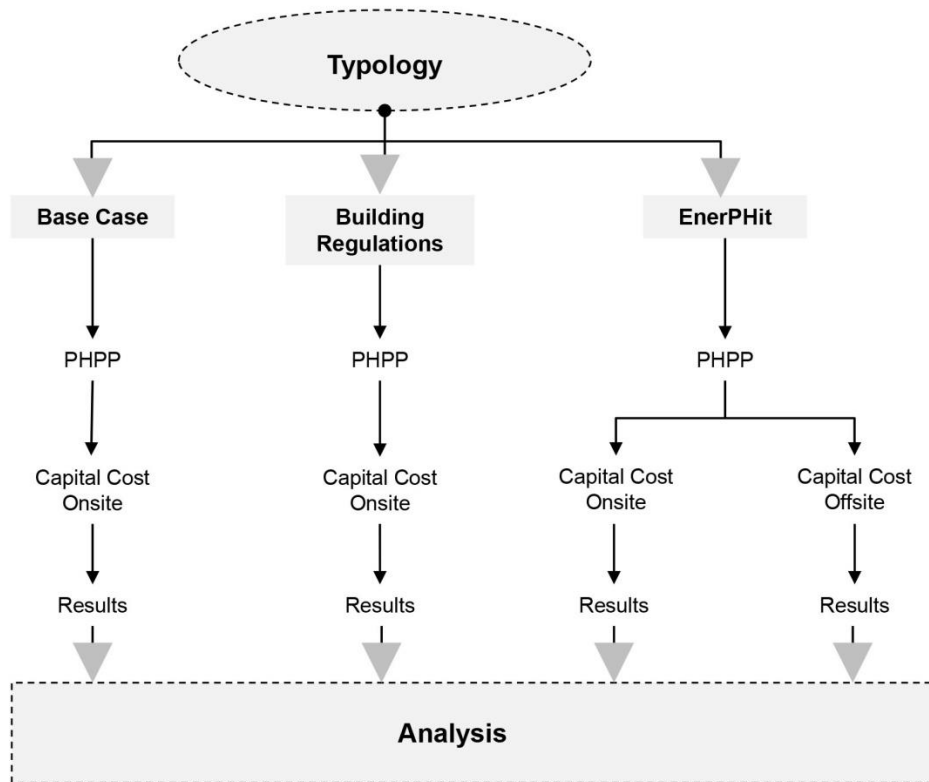 Typology
Base Case
Building
Regulations
EnerPHit
PHPP
PHPP
PHPP
Capital Cost
Onsite
Capital Cost
Onsite
Capital Cost
Onsite
Capital Cost
Offsite
Results
Results
Results
Results
Analysis